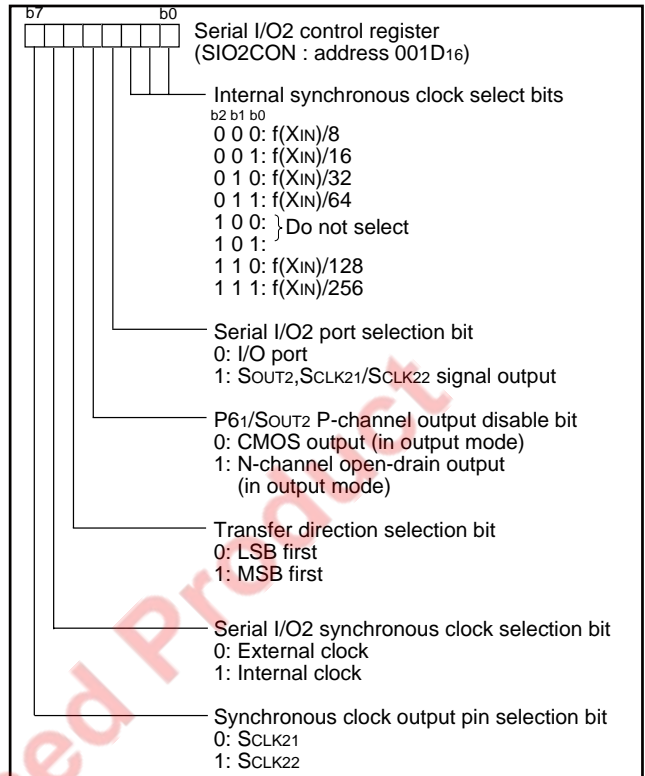 b7 b0
Serial I/O2 control register
(SIO2CON : address 001D16)
Internal synchronous clock select bits
b2 b1 b0
0 0 0: f(XIN)/8
0 0 1: f(XIN)/16
0 1 0: f(XIN)/32
0 1 1: f(XIN)/64
1 0 0: } Do not select
1 0 1:
1 1 0: f(XIN)/128
1 1 1: f(XIN)/256
Serial I/O2 port selection bit
0: I/O port
1: SOUT2,SCLK21/SCLK22 signal output
P61/SOUT2 P-channel output disable bit
0: CMOS output (in output mode)
1: N-channel open-drain output
(in output mode)
Transfer direction selection bit
0: LSB first
1: MSB first
Serial I/O2 synchronous clock selection bit
0: External clock
1: Internal clock
Synchronous clock output pin selection bit
0: SCLK21
1: SCLK22
sed Product